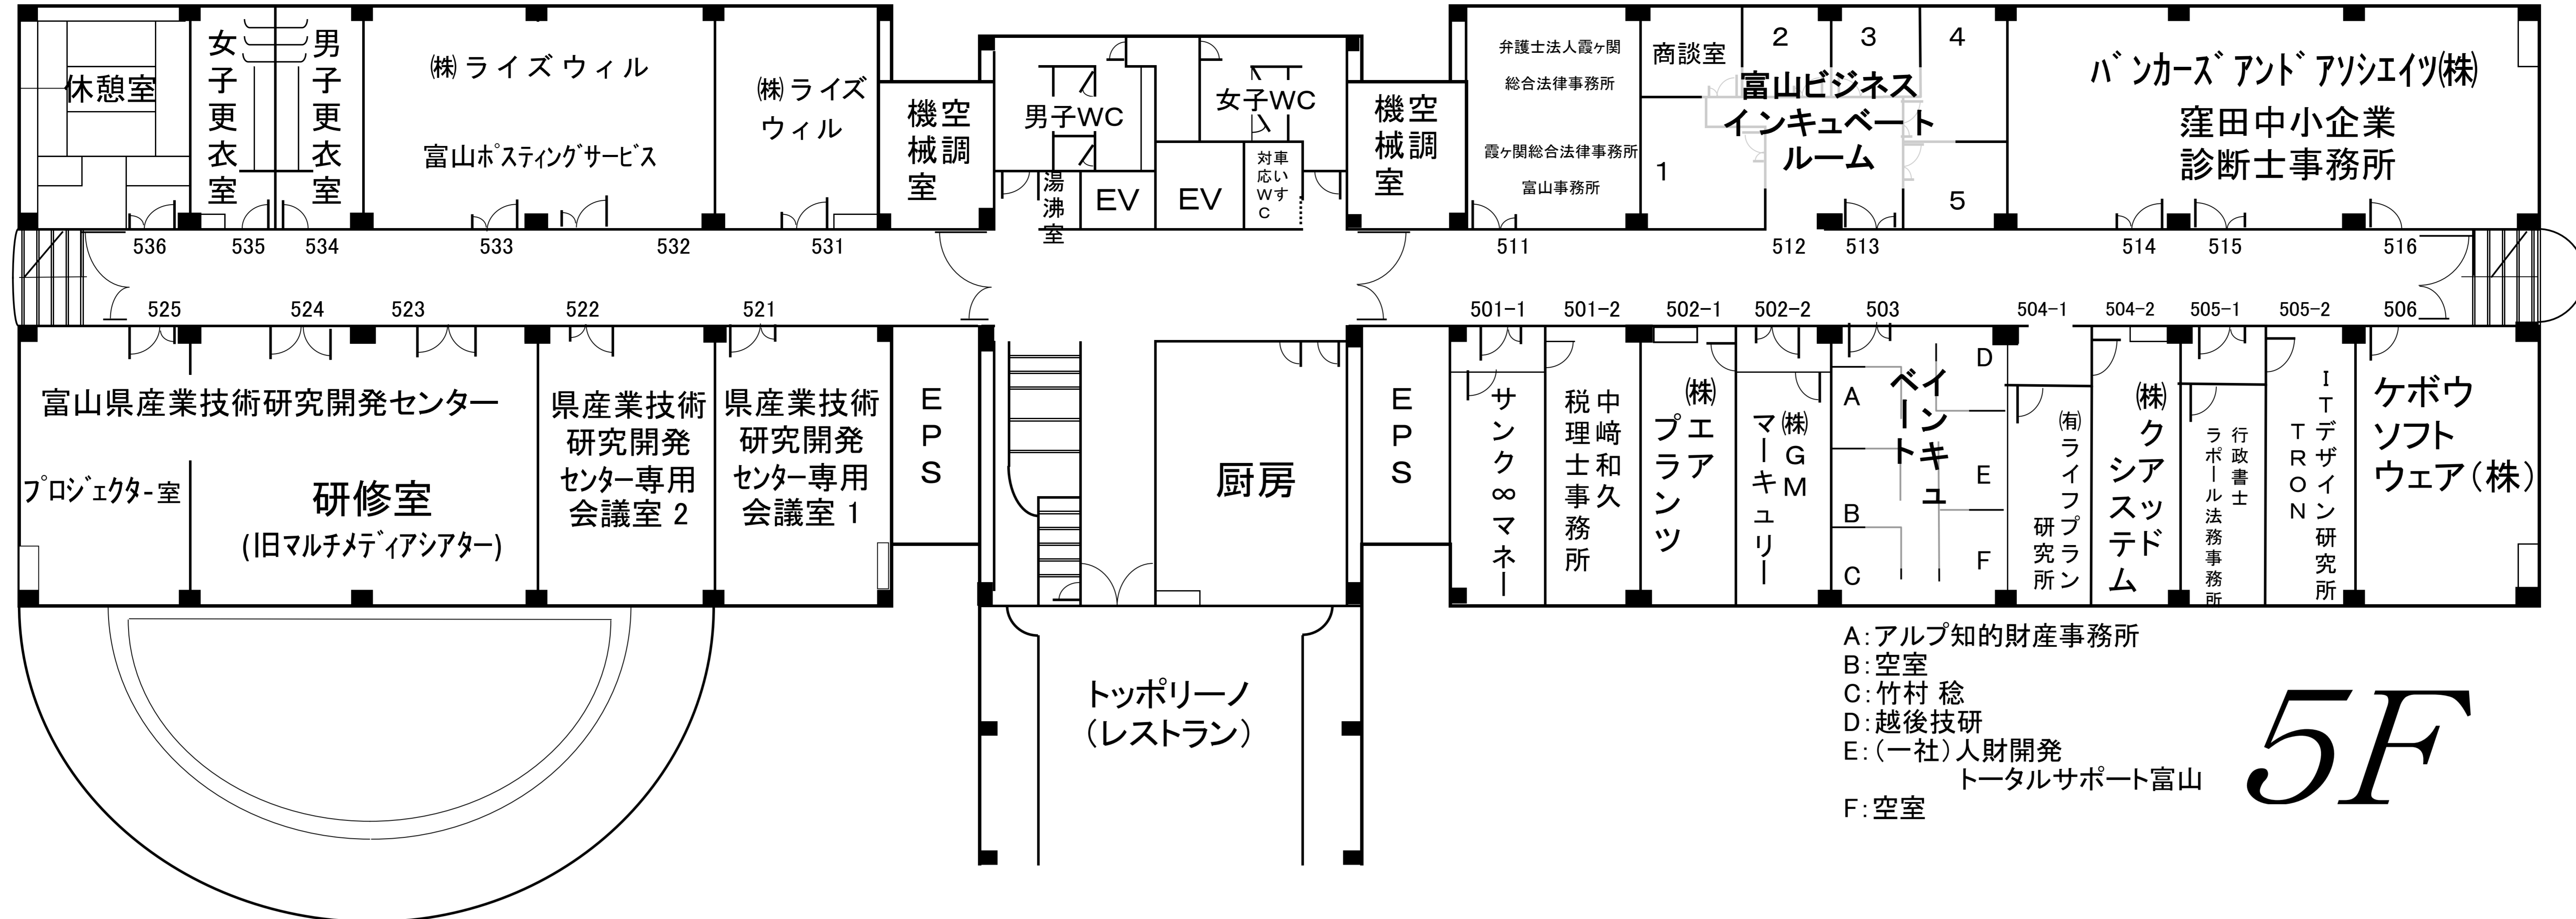 休憩室
女子更衣室
男子更衣室
㈱ライズウィル
富山ポスティングサービス
㈱ライズ
ウィル
空調
機械室
男子WC
女子WC
湯沸室
EV
EV
車いす
対応WC
空調
機械室
弁護士法人霞ヶ関
総合法律事務所
霞ヶ関総合法律事務所
富山事務所
商談室
1
2
3
4
5
富山ビジネス
インキュベート
ルーム
バンカーズアンドアソシエイツ(株)
窪田中小企業
診断士事務所
536
535
534
533
532
531
511
512
513
514
515
516
525
524
523
522
521
501-1
501-2
502-1
502-2
503
504-1
504-2
505-1
505-2
506
富山県産業技術研究開発センター
プロジェクター室
研修室
(旧マルチメディアシアター)
県産業技術
研究開発
センター専用
会議室 2
県産業技術
研究開発
センター専用
会議室 1
EPS
厨房
EPS
サンク∞マネー
中﨑和久
税理士事務所
㈱エア
プランツ
㈱GM
マーキュリー
インキュ
ベート
A
B
C
D
E
F
㈲ライフプラン
研究所
㈱クアッド
システム
行政書士
ラポール法務事務所
ITデザイン研究所
TRON
ケボウ
ソフト
ウェア(株)
トッポリーノ
(レストラン)
A:アルプ知的財産事務所
B:空室
C:竹村 稔
D:越後技研
E:(一社)人財開発
トータルサポート富山
F:空室
5F